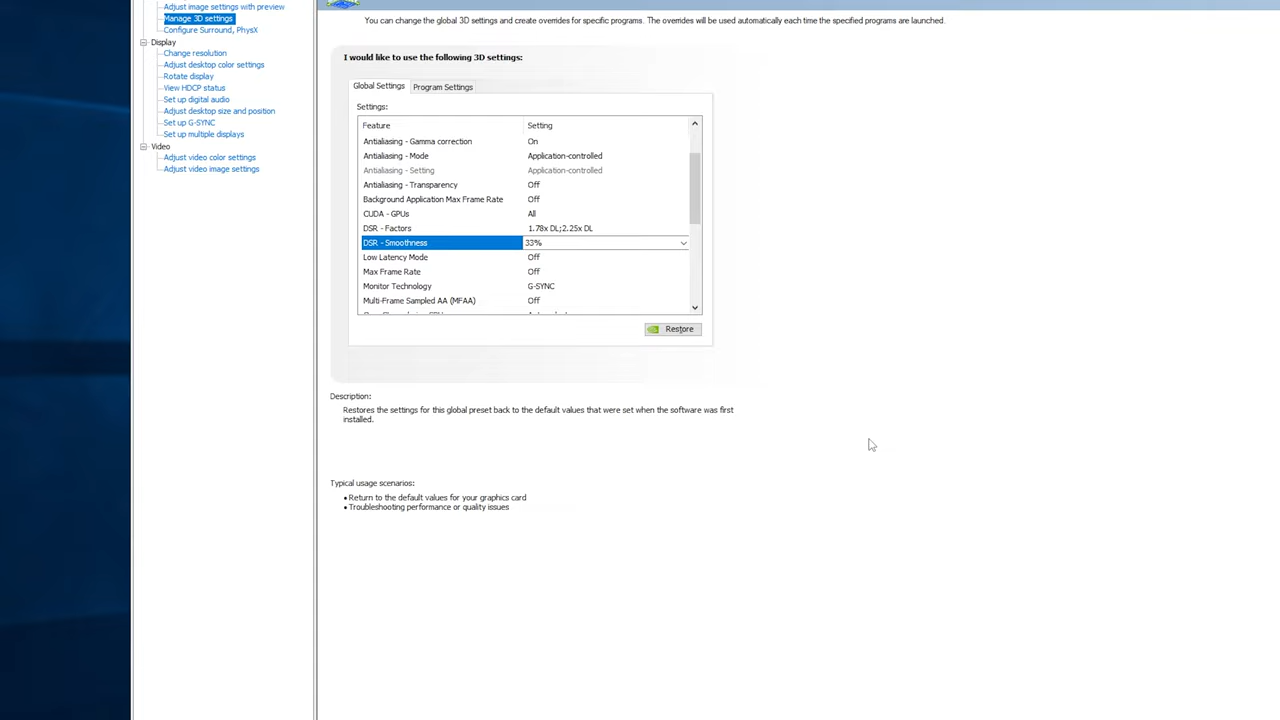 Adjust image settings with preview
Manage 3D settings
Configure Surround, PhysX
Display
Change resolution
Adjust desktop color settings
Rotate display
View HDCP status
Set up digital audio
Adjust desktop size and position
Set up G-SYNC
Set up multiple displays
Video
Adjust video color settings
Adjust video image settings
You can change the global 3D settings and create overrides for specific programs. The overrides will be used automatically each time the specified programs are launched.
I would like to use the following 3D settings:
Global Settings Program Settings
Settings:
Feature Setting
Antialiasing - Gamma correction On
Antialiasing - Mode Application-controlled
Antialiasing - Setting Application-controlled
Antialiasing - Transparency Off
Background Application Max Frame Rate Off
CUDA - GPUs All
DSR - Factors 1.78x DL;2.25x DL
DSR - Smoothness 33%
Low Latency Mode Off
Max Frame Rate Off
Monitor Technology G-SYNC
Multi-Frame Sampled AA (MFAA) Off
Restore
Description:
Restores the settings for this global preset back to the default values that were set when the software was first
installed.
Typical usage scenarios:
• Return to the default values for your graphics card
• Troubleshooting performance or quality issues